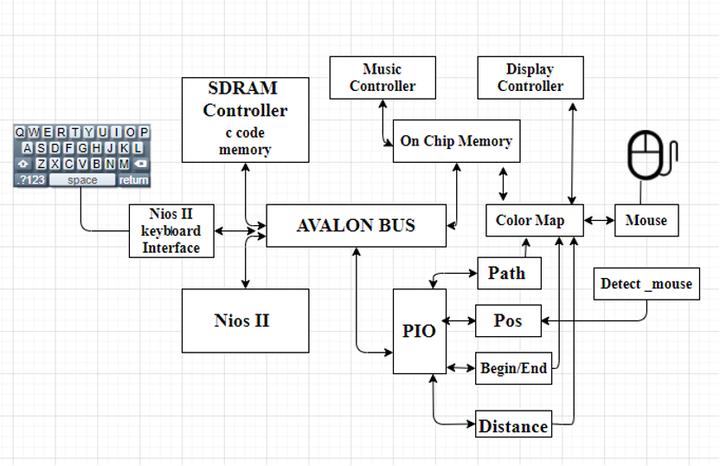 Music
Controller
Display
Controller
SDRAM
Controller
c code
memory
On Chip Memory
Q W E R T Y U I O P
A S D F G H J K L
Z X C V B N M
.?123 space return
Nios II
keyboard
Interface
AVALON BUS
Color Map
Mouse
Path
Detect _mouse
Nios II
PIO
Pos
Begin/End
Distance